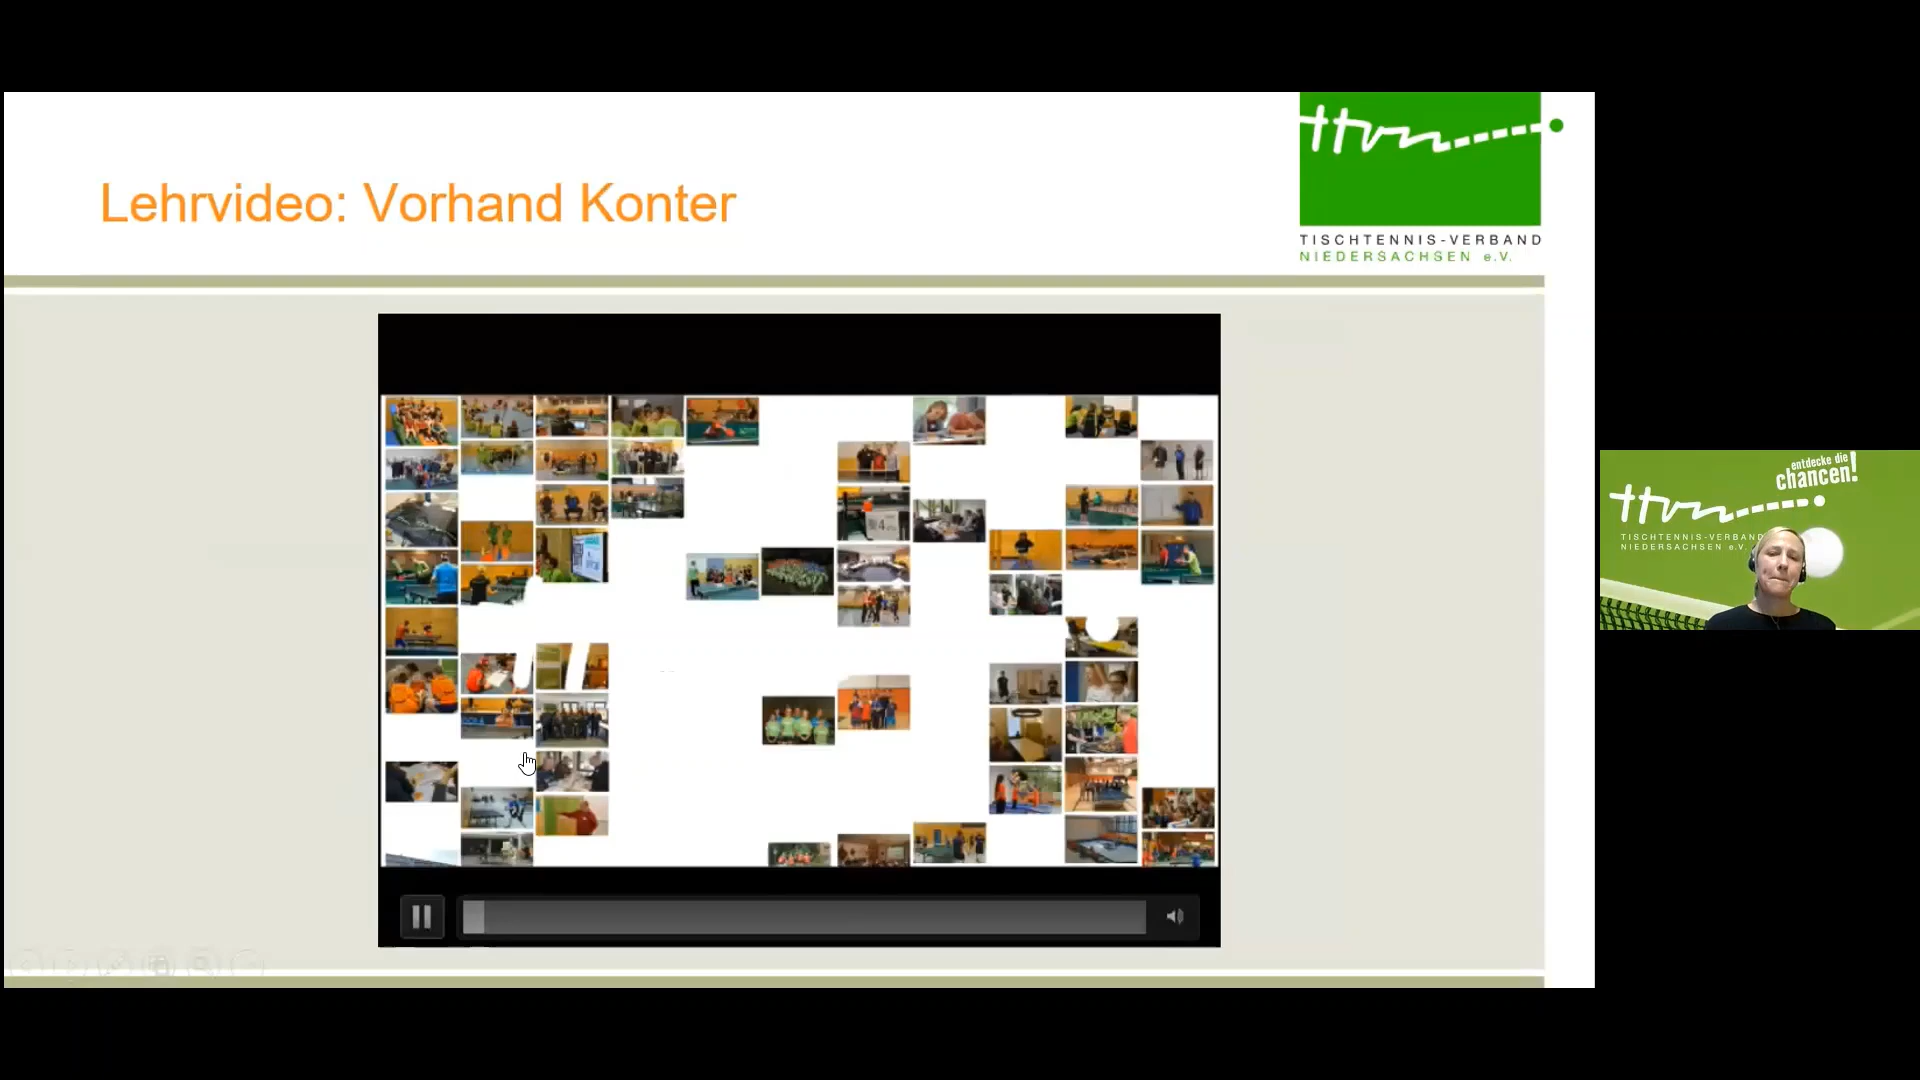 ttvn
Lehrvideo: Vorhand Konter
TISCHTENNIS-VERBAND
NIEDERSACHSEN e.V.
entdecke die
chancen!
ttvn
TISCHTENNIS-VERBAND
NIEDERSACHSEN e.V.